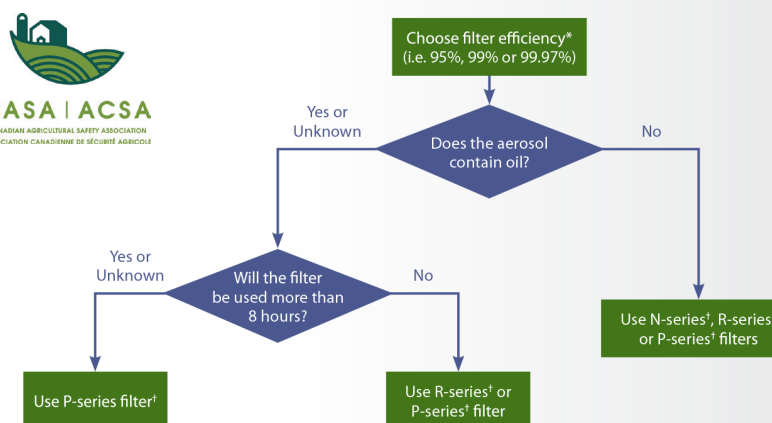 ASA | ACSA
NADIAN AGRICULTURAL SAFETY ASSOCIATION
CIATION CANADIENNE DE SÉCURITÉ AGRICOLE
Choose filter efficiency*
(i.e. 95%, 99% or 99.97%)
Yes or
Unknown
Does the aerosol
contain oil?
No
Yes or
Unknown
Will the filter
be used more than
8 hours?
No
Use N-series†, R-series
or P-series† filters
Use P-series filter†
Use R-series† or
P-series† filter